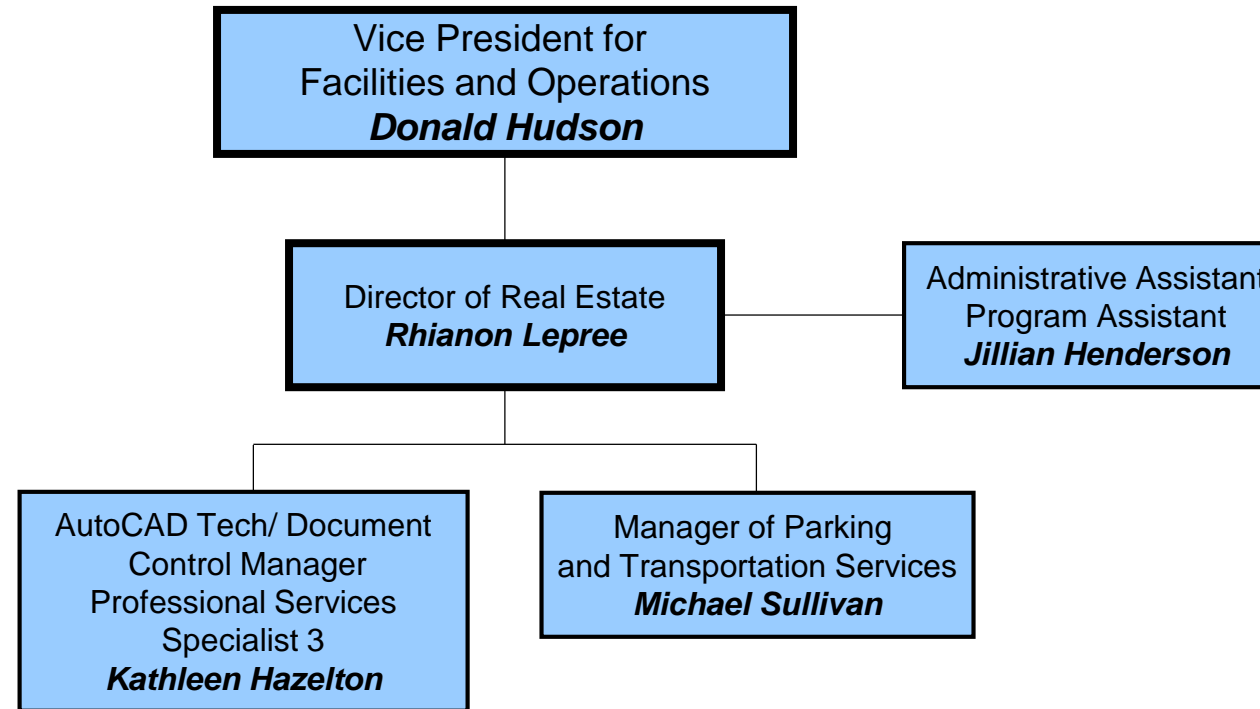 Vice President for
Facilities and Operations
Donald Hudson
Director of Real Estate
Rhianon Lepree
Administrative Assistant
Program Assistant
Jillian Henderson
AutoCAD Tech/ Document
Control Manager
Professional Services
Specialist 3
Kathleen Hazelton
Manager of Parking
and Transportation Services
Michael Sullivan